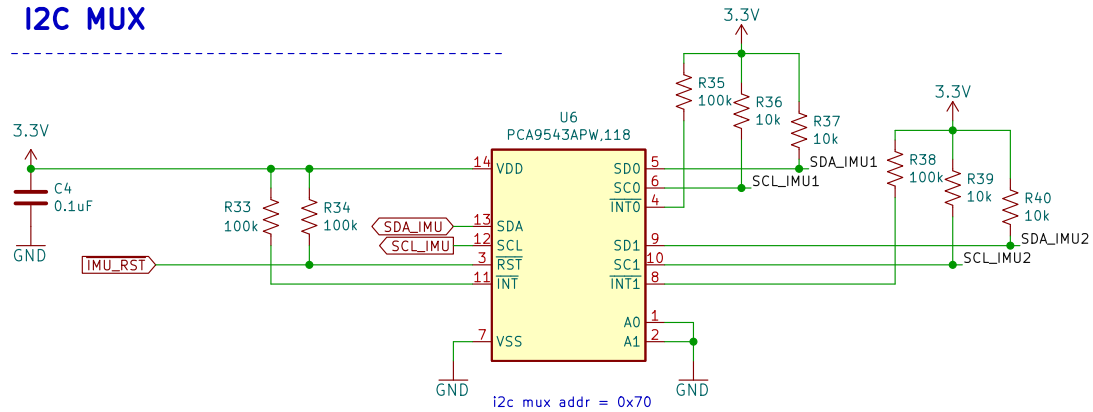 I2C MUX
3.3V
C4
0.1uF
GND
R33
100k
R34
100k
IMU_RST
SDA_IMU
SCL_IMU
U6
PCA9543APW,118
14 VDD
13 SDA
12 SCL
3 RST
11 INT
7 VSS
GND
SD0 5
SC0 6
INT0 4
SD1 9
SC1 10
INT1 8
A0 1
A1 2
GND
i2c mux addr = 0x70
3.3V
R35
100k
R36
10k
R37
10k
SDA_IMU1
SCL_IMU1
3.3V
R38
100k
R39
10k
R40
10k
SDA_IMU2
SCL_IMU2